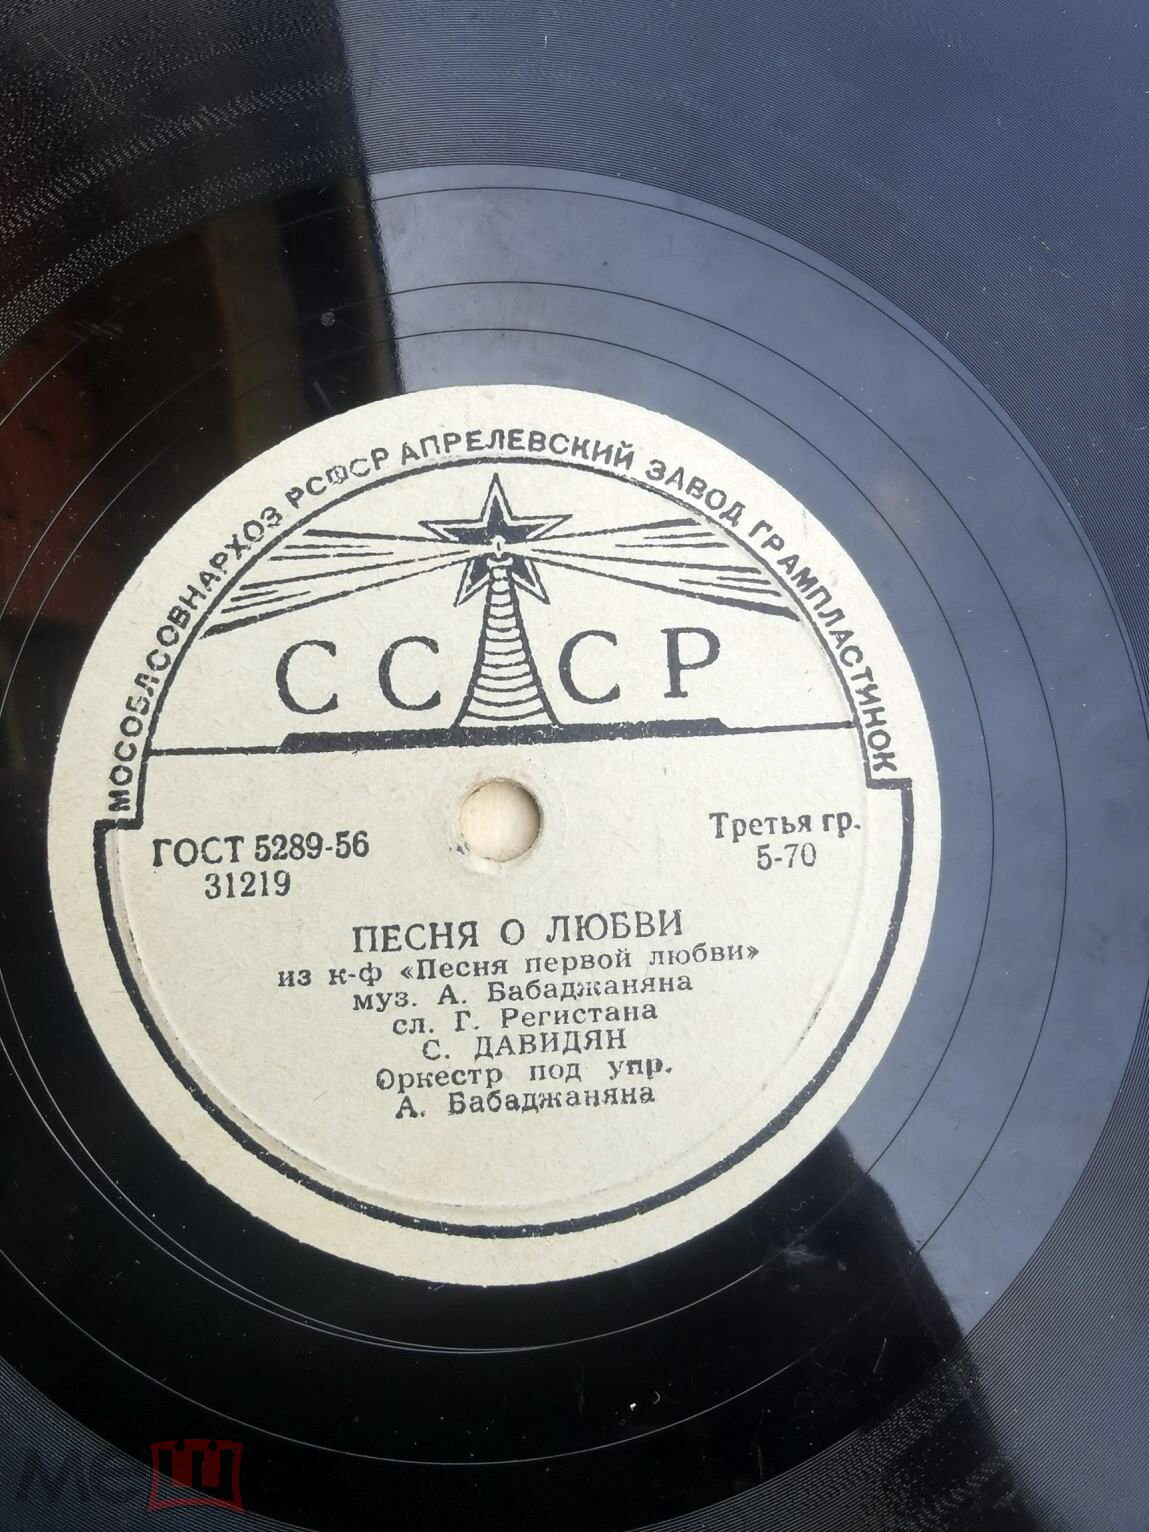 МОСОБЛСОВНАРХОЗ РСФСР АПРЕЛЕВСКИЙ ЗАВОД ГРАМПЛАСТИНОК
СССР
ГОСТ 5289-56
31219
Третья гр.
5-70
ПЕСНЯ О ЛЮБВИ
из к-ф «Песня первой любви»
муз. А. Бабаджаняна
сл. Г. Регистана
С. ДАВИДЯН
Оркестр под упр.
А. Бабаджаняна
мешок